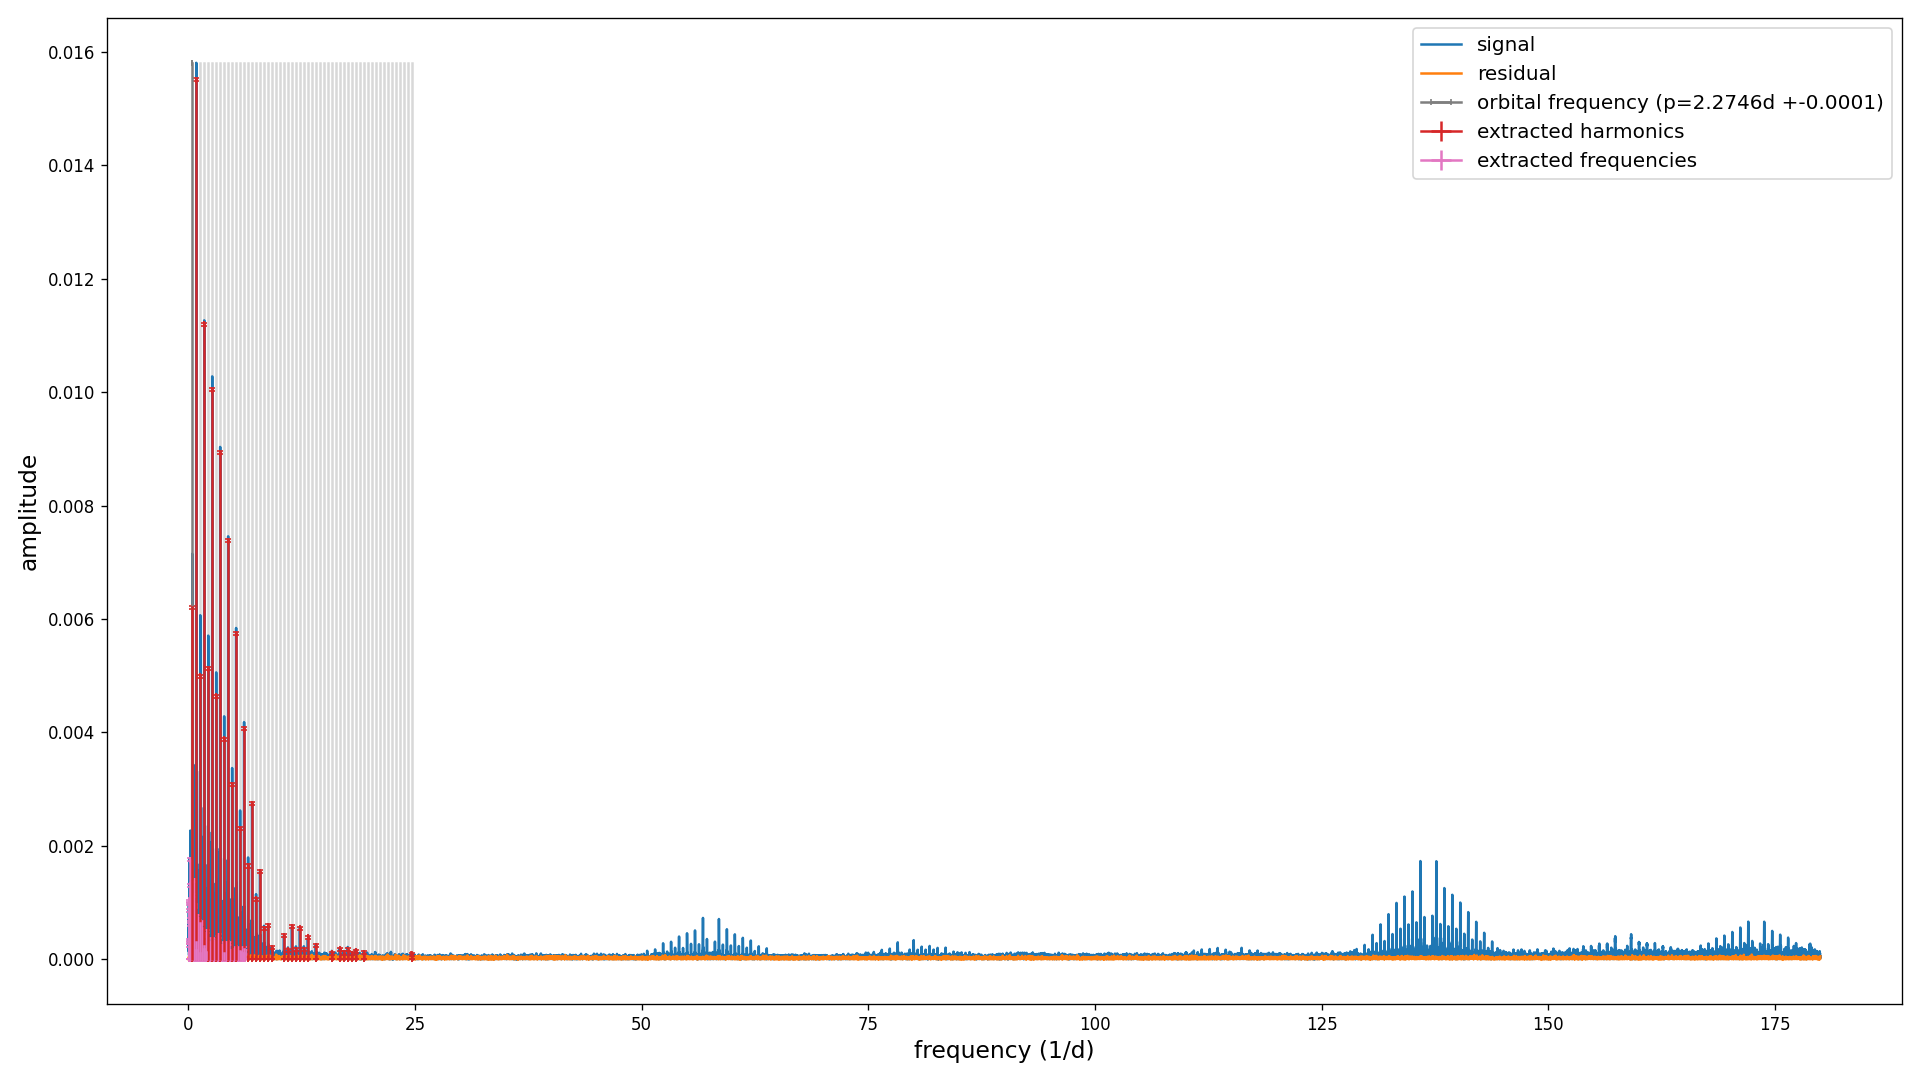 0.016
0.014
0.012
0.010
0.008
0.006
0.004
0.002
0.000
amplitude
0
25
50
75
100
125
150
175
frequency (1/d)
signal
residual
orbital frequency (p=2.2746d +-0.0001)
extracted harmonics
extracted frequencies